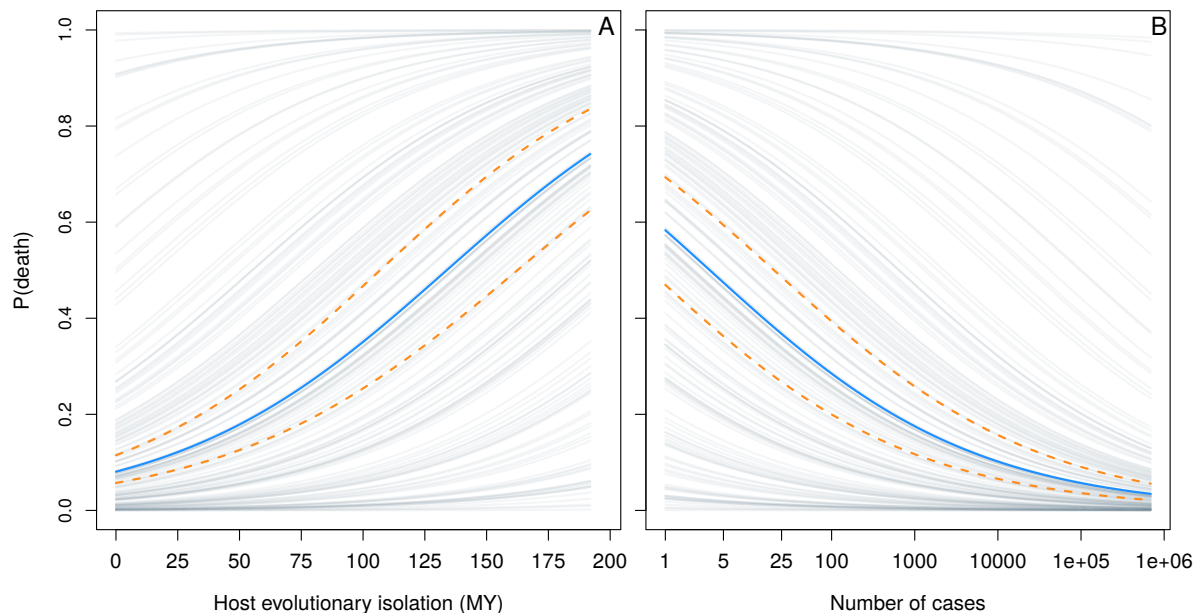 A
B
P(death)
1.0
0.8
0.6
0.4
0.2
0.0
0 25 50 75 100 125 150 175 200
1 5 25 100 1000 10000 1e+05 1e+06
Host evolutionary isolation (MY)
Number of cases